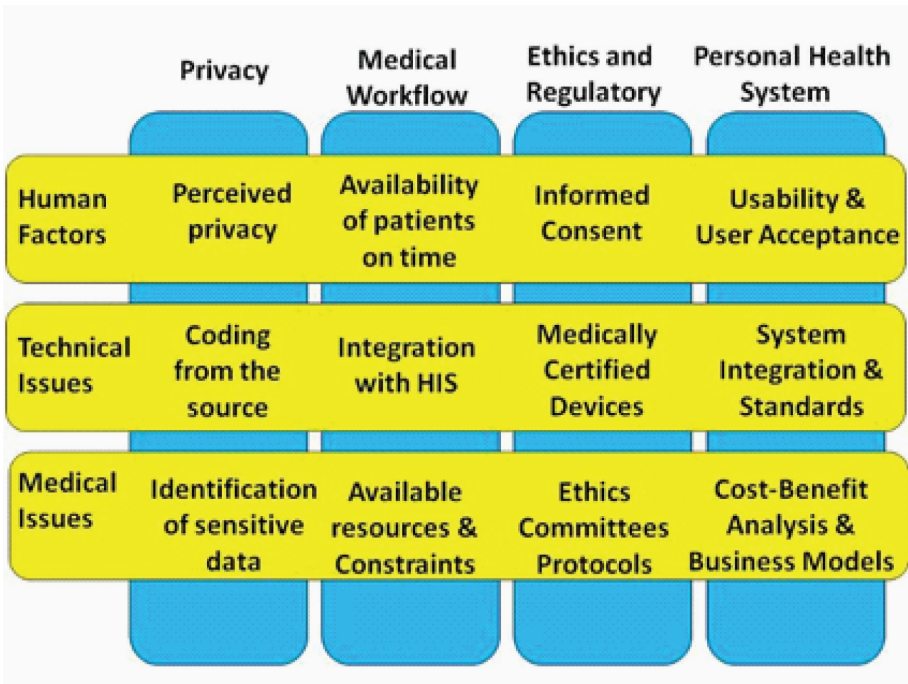 Privacy
Medical
Workflow
Ethics and
Regulatory
Personal Health
System
Human
Factors
Perceived
privacy
Availability
of patients
on time
Informed
Consent
Usability &
User Acceptance
Technical
Issues
Coding
from the
source
Integration
with HIS
Medically
Certified
Devices
System
Integration &
Standards
Medical
Issues
Identification
of sensitive
data
Available
resources &
Constraints
Ethics
Committees
Protocols
Cost-Benefit
Analysis &
Business Models